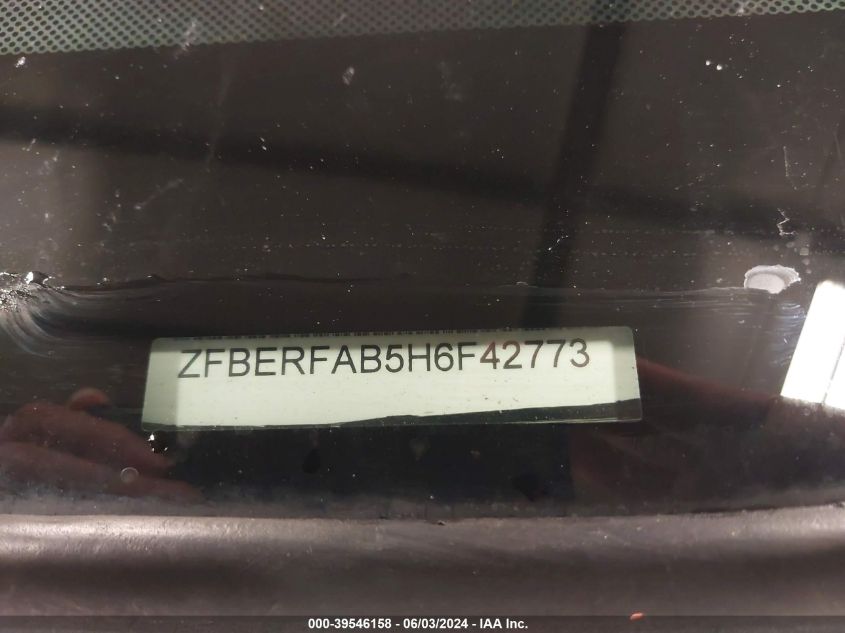 ZFBERFAB5H6F42773
000-39546158 - 06/03/2024 - IAA Inc.